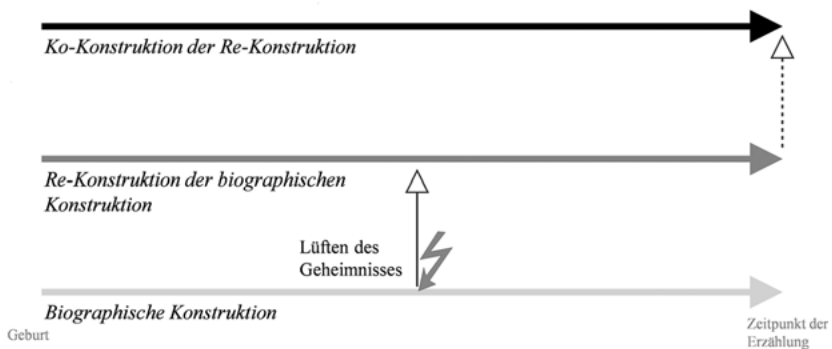 Ko-Konstruktion der Re-Konstruktion
Re-Konstruktion der biographischen
Konstruktion
Lüften des
Geheimnisses
Biographische Konstruktion
Geburt
Zeitpunkt der
Erzählung